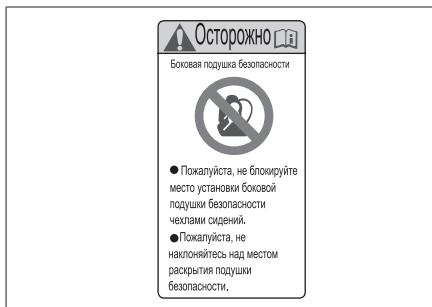 Осторожно
Боковая подушка безопасности
● Пожалуйста, не блокируйте
место установки боковой
подушки безопасности
чехлами сидений.
●Пожалуйста, не
наклоняйтесь над местом
раскрытия подушки
безопасности.